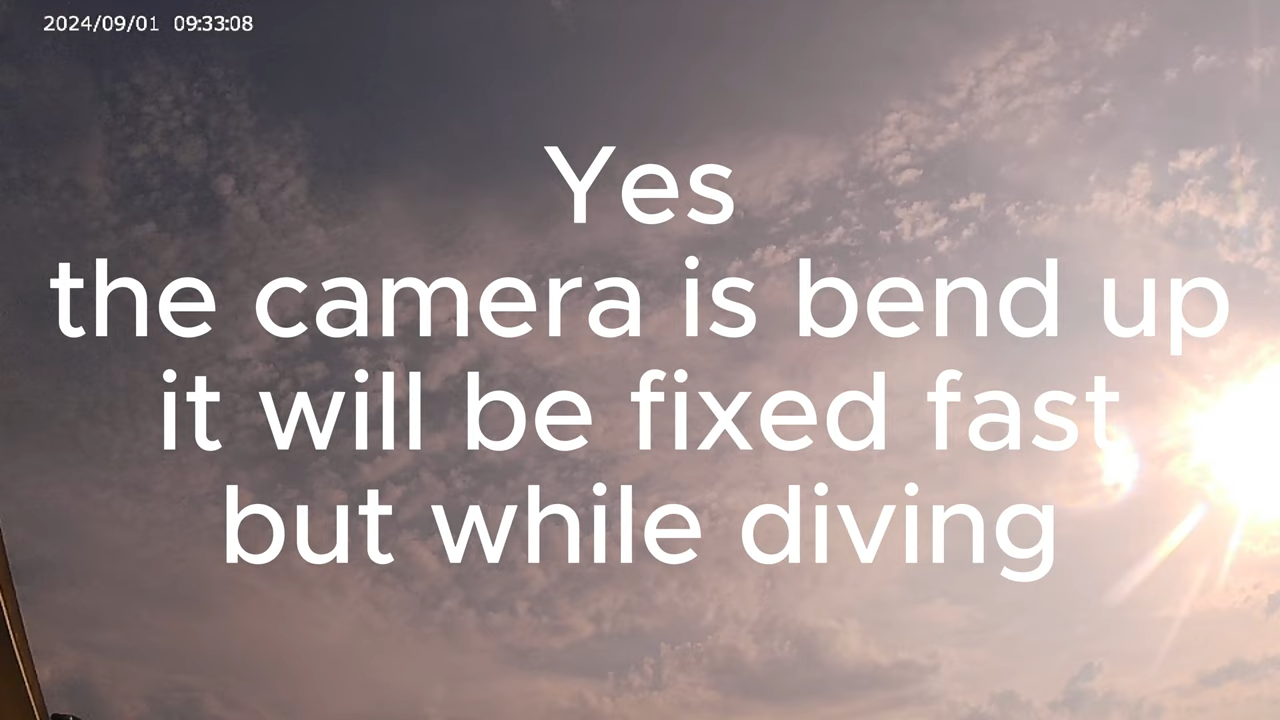 2024/09/01 09:33:08
Yes
the camera is bend up
it will be fixed fast
but while diving